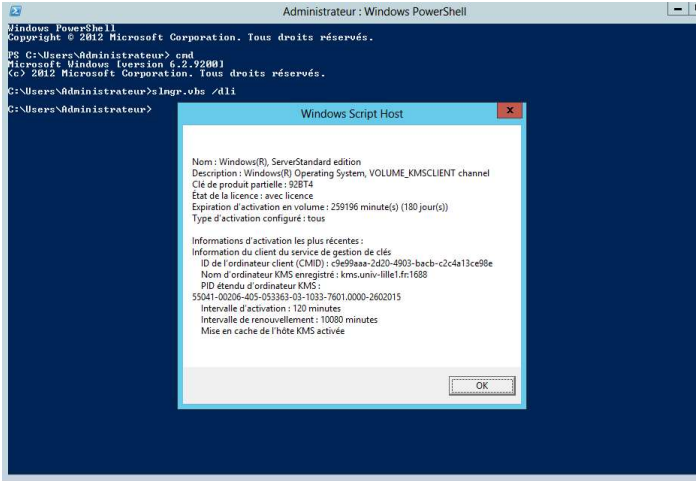 Administrateur : Windows PowerShell
Windows PowerShell
Copyright © 2012 Microsoft Corporation. Tous droits réservés.
PS C:\Users\Administrateur> cmd
Microsoft Windows [version 6.2.9200]
(c) 2012 Microsoft Corporation. Tous droits réservés.
C:\Users\Administrateur>slmgr.vbs /dli
C:\Users\Administrateur>
Windows Script Host
Nom : Windows(R), ServerStandard edition
Description : Windows(R) Operating System, VOLUME_KMSCLIENT channel
Clé de produit partielle : 92BT4
État de la licence : avec licence
Expiration d'activation en volume : 259196 minute(s) (180 jour(s))
Type d'activation configuré : tous
Informations d'activation les plus récentes :
Information du client du service de gestion de clés
ID de l'ordinateur client (CMID) : c9e99aaa-2d20-4903-bacb-c2c4a13ce98e
Nom d'ordinateur KMS enregistré : kms.univ-lille1.fr:1688
PID étendu d'ordinateur KMS :
55041-00206-405-053363-03-1033-7601.0000-2602015
Intervalle d'activation : 120 minutes
Intervalle de renouvellement : 10080 minutes
Mise en cache de l'hôte KMS activée
OK